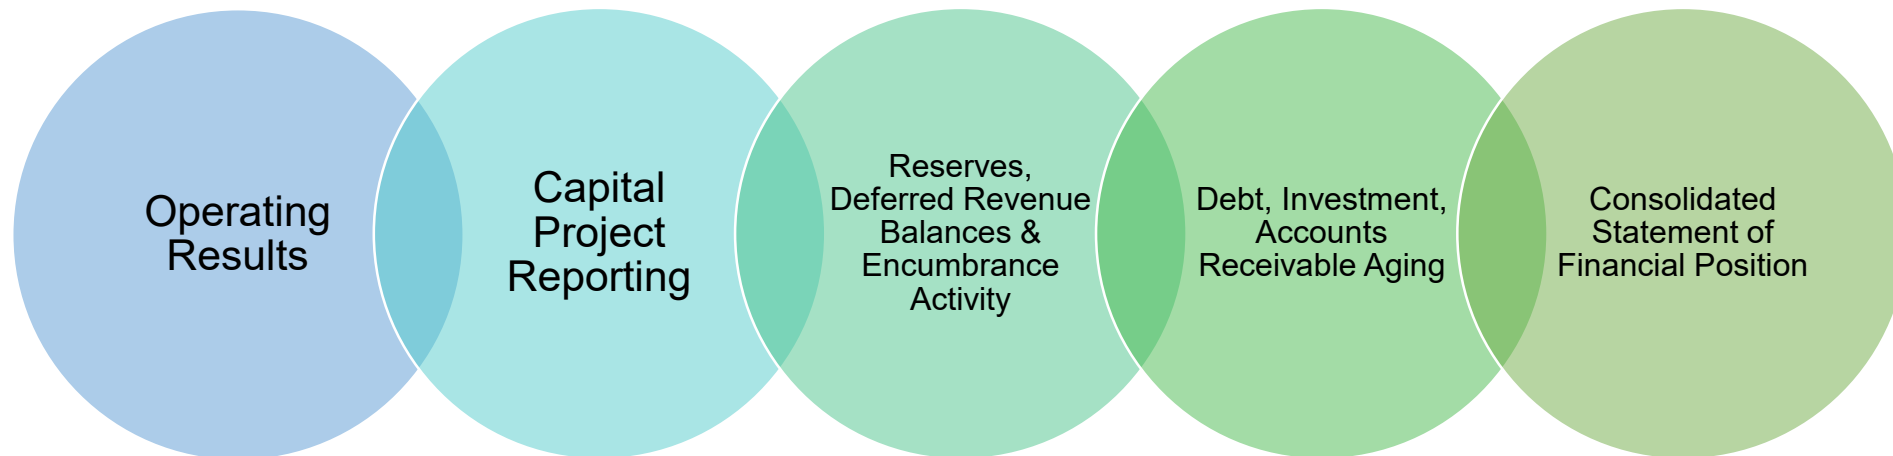 Operating
Results
Capital
Project
Reporting
Reserves,
Deferred Revenue
Balances &
Encumbrance
Activity
Debt, Investment,
Accounts
Receivable Aging
Consolidated
Statement of
Financial Position